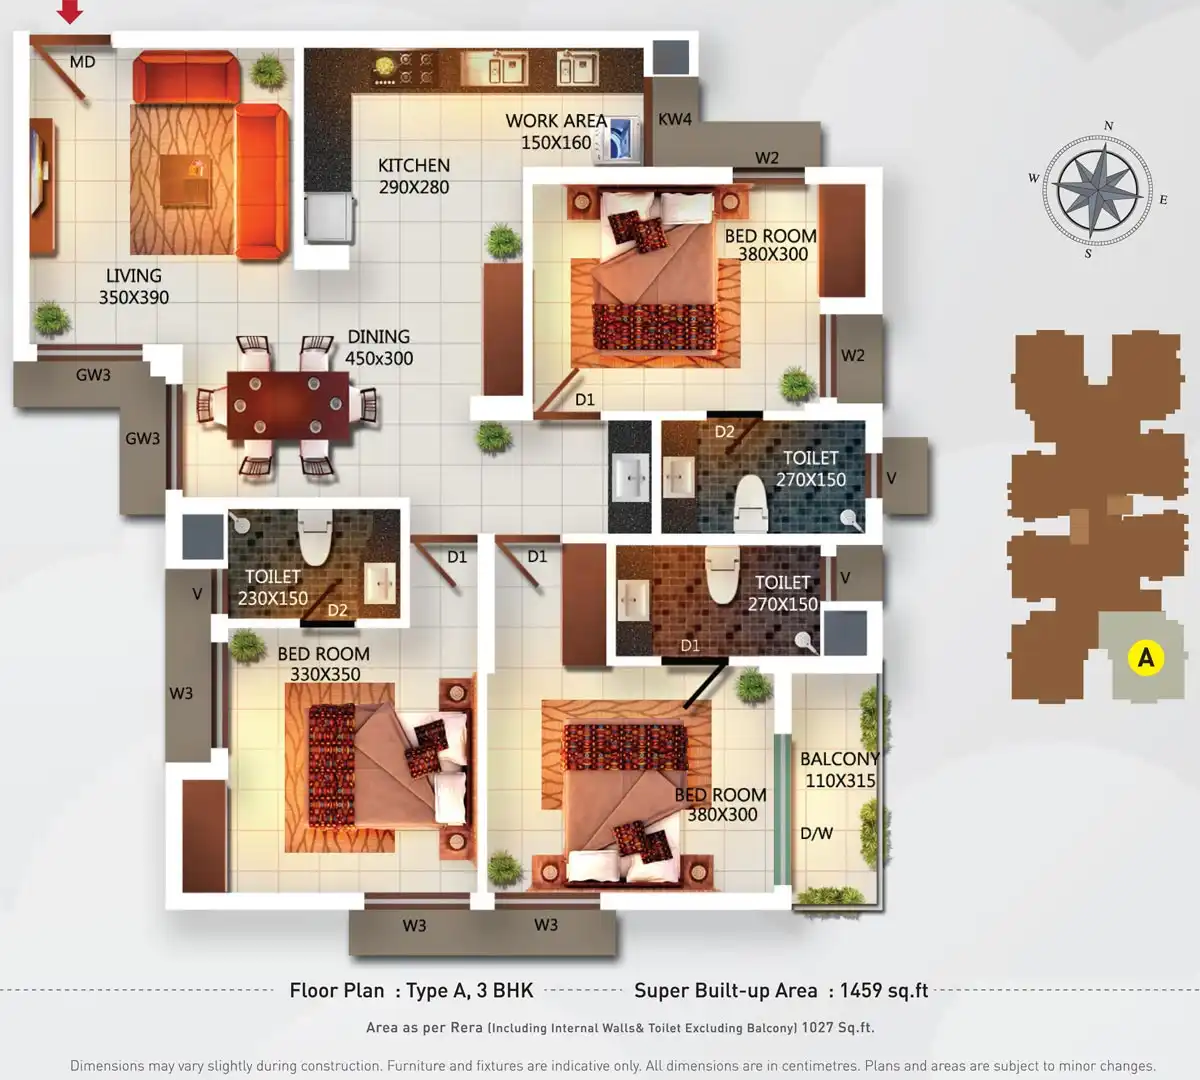 MD
WORK AREA
150X160
KW4
KITCHEN
290X280
W2
BED ROOM
380X300
LIVING
350X390
DINING
450x300
W2
GW3
D1
GW3
D2
TOILET
270X150
V
TOILET
230X150
D2
V
D1
D1
TOILET
270X150
V
D1
BED ROOM
330X350
W3
BED ROOM
380X300
BALCONY
110X315
D/W
W3
W3
N
W
E
S
A
Floor Plan : Type A, 3 BHK
Super Built-up Area : 1459 sq.ft
Area as per Rera (Including Internal Walls& Toilet Excluding Balcony) 1027 Sq.ft.
Dimensions may vary slightly during construction. Furniture and fixtures are indicative only. All dimensions are in centimetres. Plans and areas are subject to minor changes.